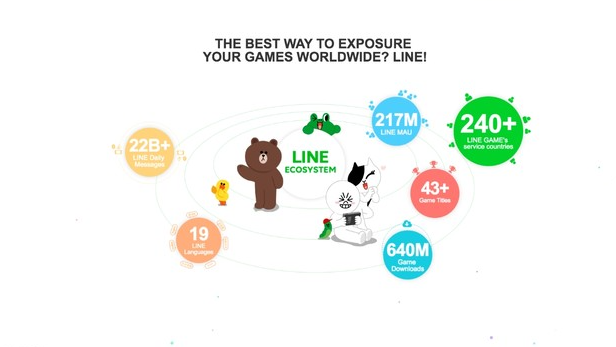 THE BEST WAY TO EXPOSURE
YOUR GAMES WORLDWIDE? LINE!
217M
LINE MAU
240+
LINE GAME's
service countries
22B+
LINE Daily
Messages
LINE
ECOSYSTEM
43+
Game Titles
19
LINE
Languages
640M
Game
Downloads